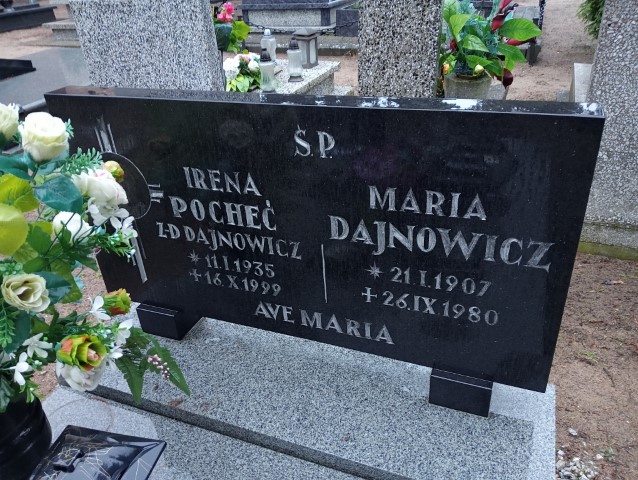 Ś.P.
IRENA
POCHEĆ
Z·D DAJNOWICZ
* 11.I.1935
+ 16.X.1999
MARIA
DAJNOWICZ
* 21.I.1907
+ 26.IX.1980
AVE MARIA